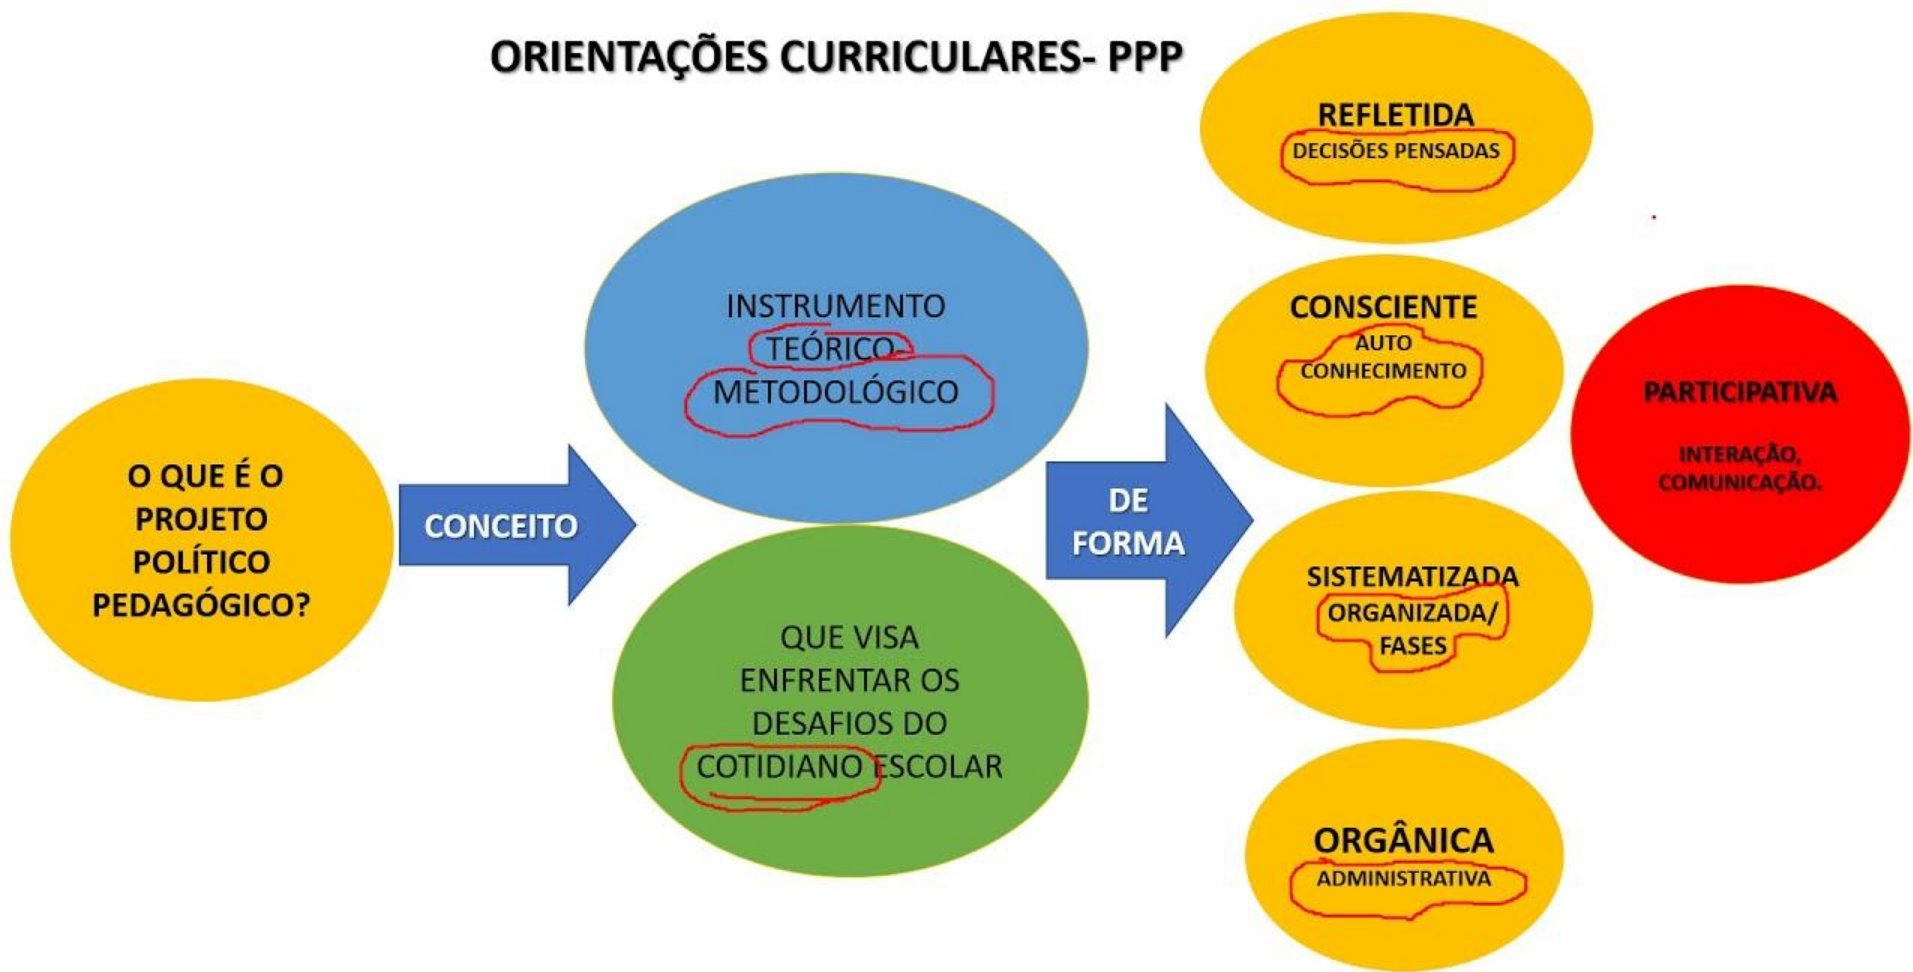 ORIENTAÇÕES CURRICULARES- PPP
O QUE É O
PROJETO
POLÍTICO
PEDAGÓGICO?
CONCEITO
INSTRUMENTO
TEÓRICO-
METODOLÓGICO
QUE VISA
ENFRENTAR OS
DESAFIOS DO
COTIDIANO ESCOLAR
DE
FORMA
REFLETIDA
DECISÕES PENSADAS
CONSCIENTE
AUTO
CONHECIMENTO
SISTEMATIZADA
ORGANIZADA/
FASES
ORGÂNICA
ADMINISTRATIVA
PARTICIPATIVA
INTERAÇÃO,
COMUNICAÇÃO.